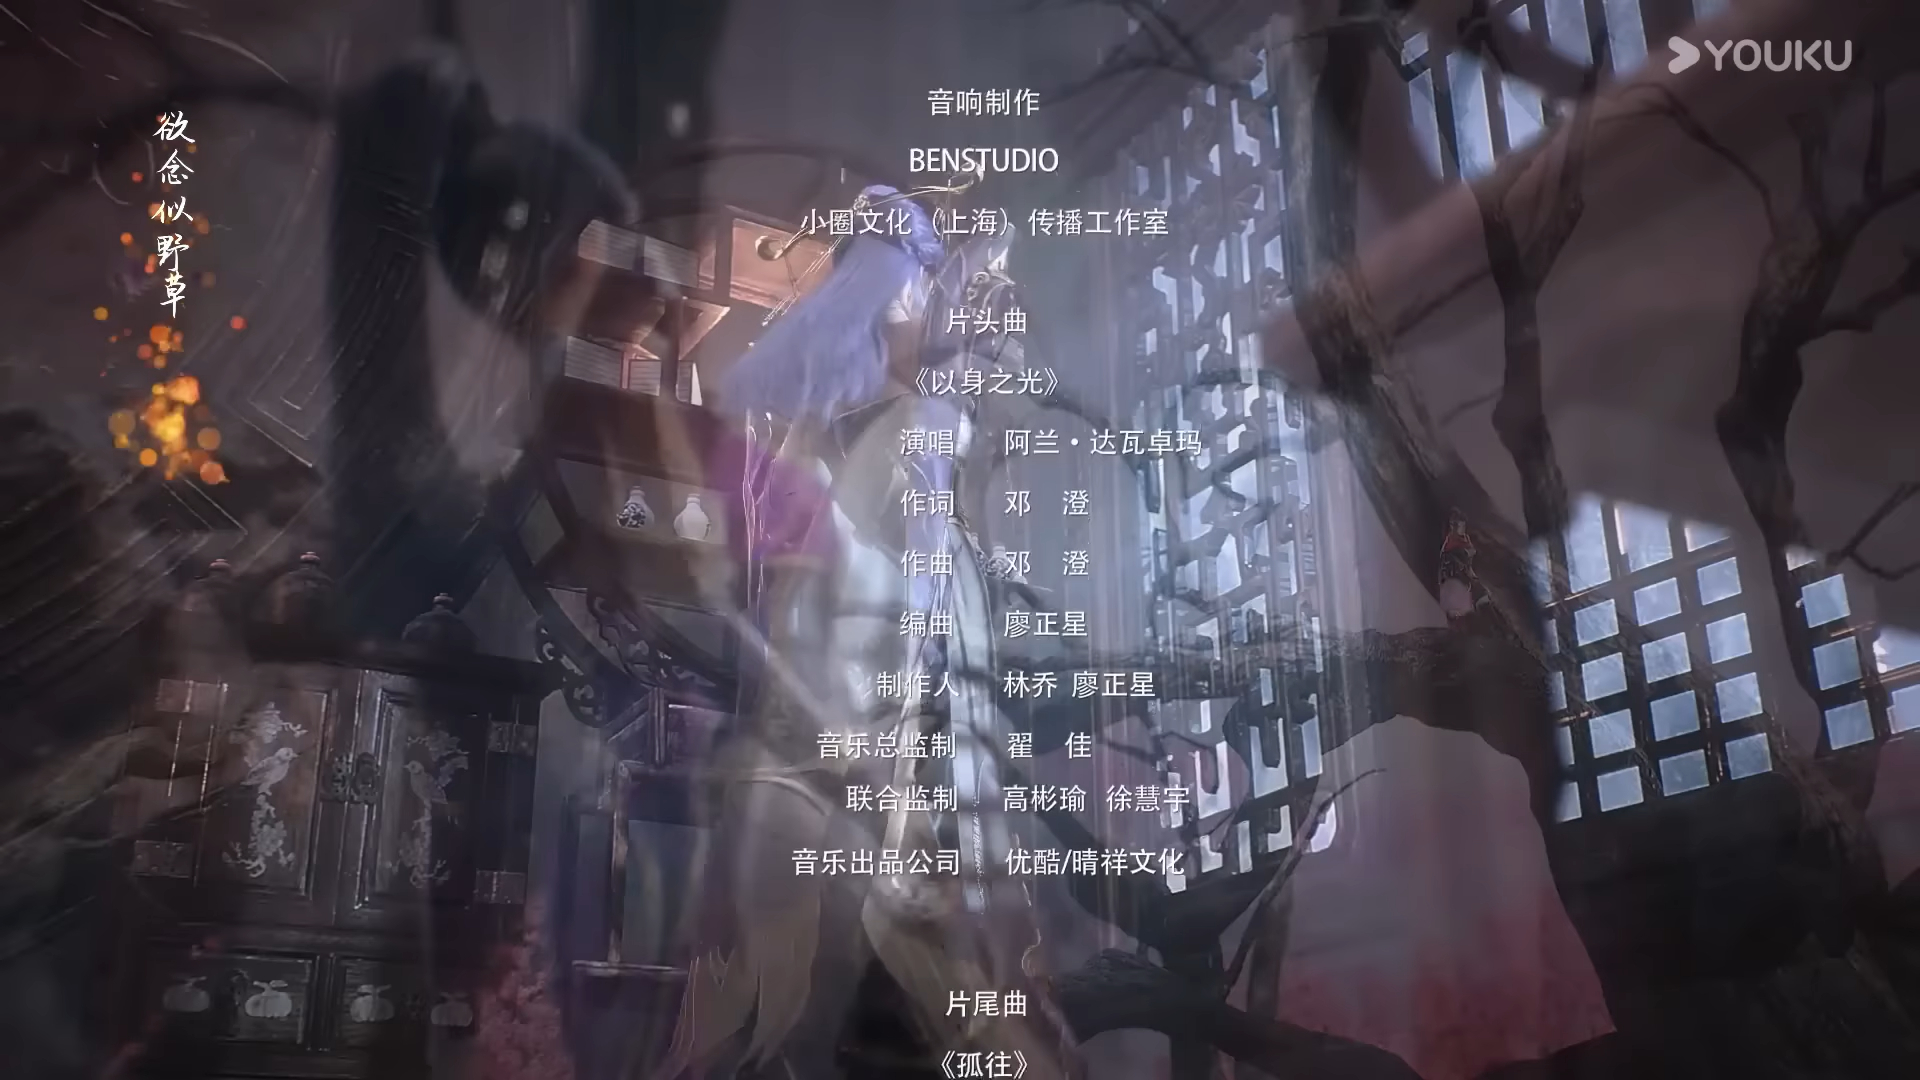 YOUKU
欲念似野草
音响制作
BENSTUDIO
小圈文化（上海）传播工作室
片头曲
《以身之光》
演唱 阿兰·达瓦卓玛
作词 邓 澄
作曲 邓 澄
编曲 廖正星
制作人 林乔 廖正星
音乐总监制 翟 佳
联合监制 高彬瑜 徐慧宇
音乐出品公司 优酷/晴祥文化
片尾曲
《孤往》